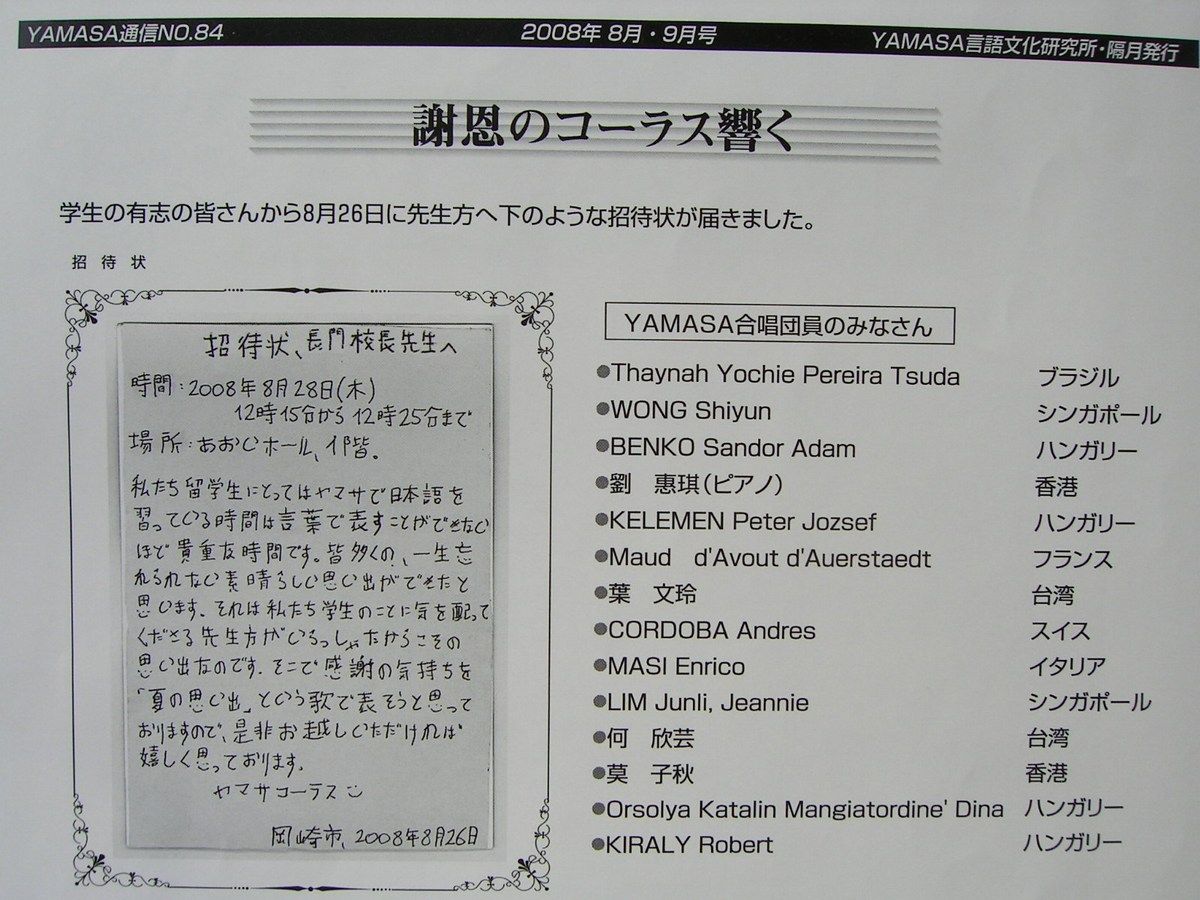 YAMASA通信NO.84 2008年 8月・9月号 YAMASA言語文化研究所・隔月発行
謝恩のコーラス響く
学生の有志の皆さんから8月26日に先生方へ下のような招待状が届きました。
招 待 状
招待状、長門校長先生へ
時間:2008年8月28日(木)
12時15分から12時25分まで
場所:あおいホール、1階。
私たち留学生にとってはヤマサで日本語を
習っている時間は言葉で表すことができない
ほど貴重な時間です。皆多くの、一生忘
れるれない素晴らしい思い出ができたと
思います。それは私たち学生のことに気を配って
くださる先生方がいるっしゃたからこその
思い出なのです。そこで感謝の気持ちを
「夏の思い出」という歌で表そうと思って
おりますので、是非お越しいただければ
嬉しく思っております。
ヤマサコーラス
岡崎市、2008年8月26日
YAMASA合唱団員のみなさん
●Thaynah Yochie Pereira Tsuda ブラジル
●WONG Shiyun シンガポール
●BENKO Sandor Adam ハンガリー
●劉 惠琪(ピアノ) 香港
●KELEMEN Peter Jozsef ハンガリー
●Maud d'Avout d'Auerstaedt フランス
●葉 文玲 台湾
●CORDOBA Andres スイス
●MASI Enrico イタリア
●LIM Junli, Jeannie シンガポール
●何 欣芸 台湾
●莫 子秋 香港
●Orsolya Katalin Mangiatordine' Dina ハンガリー
●KIRALY Robert ハンガリー